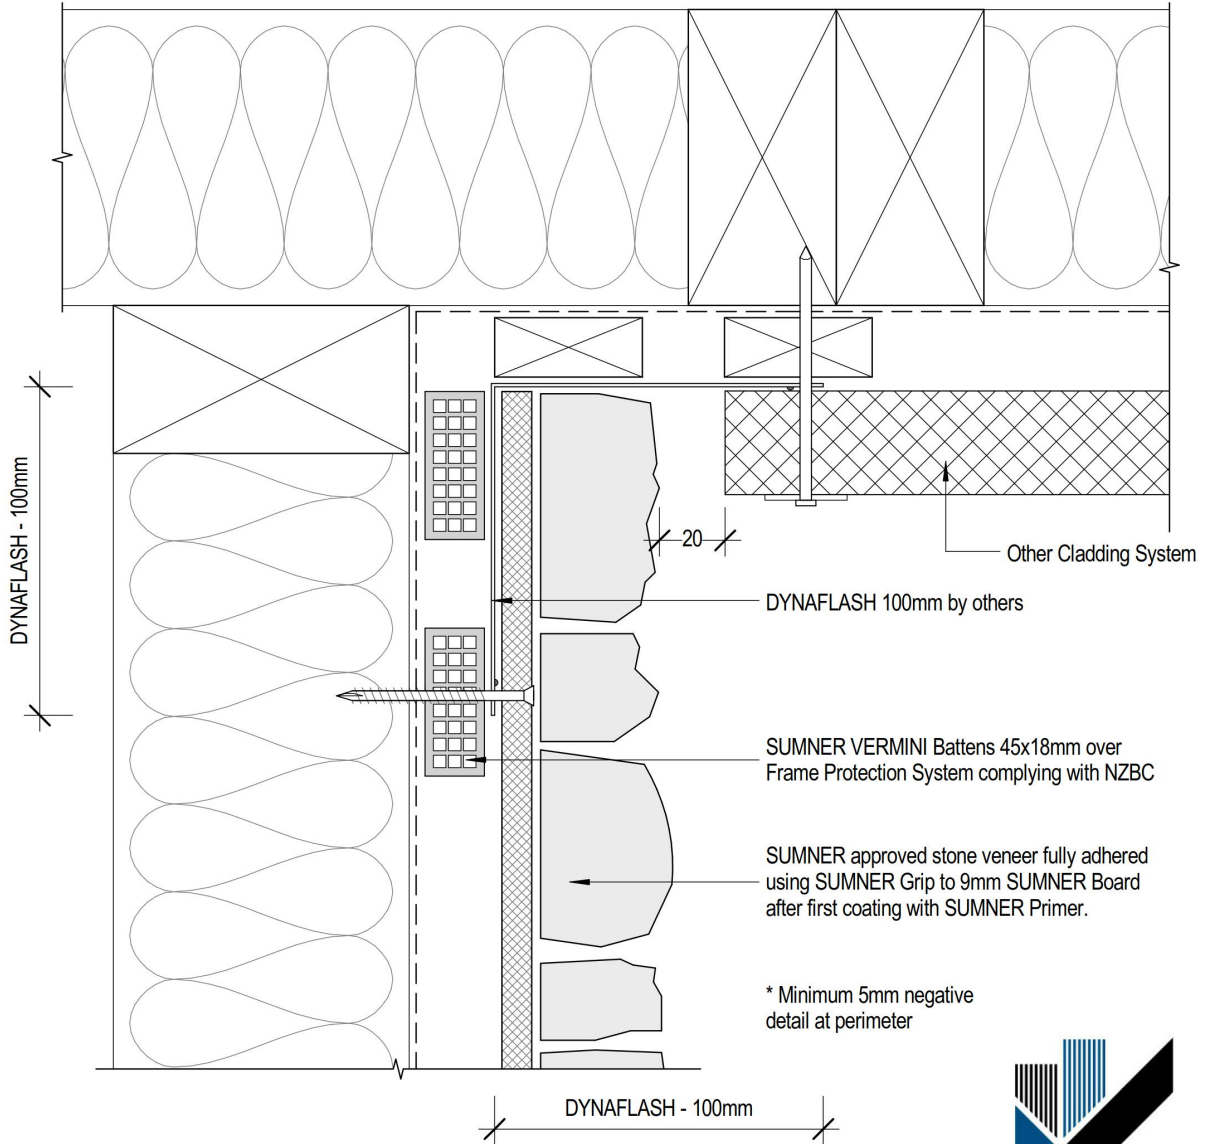 DYNAFLASH - 100mm
20
Other Cladding System
DYNAFLASH 100mm by others
SUMNER VERMINI Battens 45x18mm over
Frame Protection System complying with NZBC
SUMNER approved stone veneer fully adhered
using SUMNER Grip to 9mm SUMNER Board
after first coating with SUMNER Primer.
* Minimum 5mm negative
detail at perimeter
DYNAFLASH - 100mm